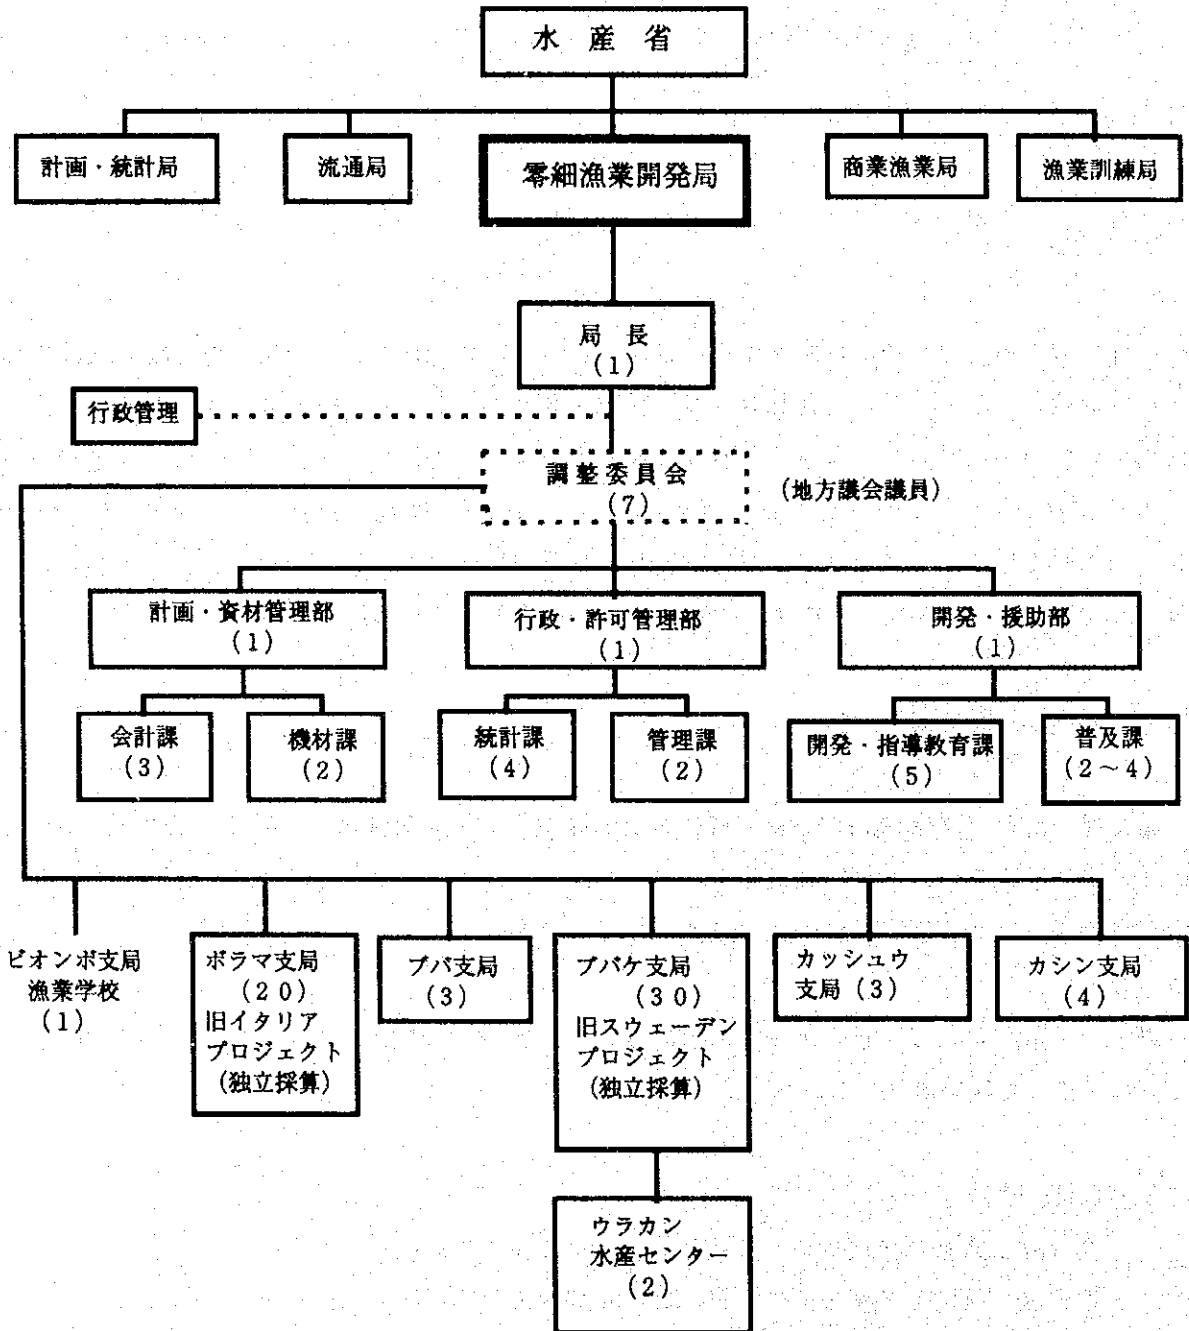 水産省
計画・統計局
流通局
零細漁業開発局
商業漁業局
漁業訓練局
局長
(1)
行政管理
調整委員会
(7)
(地方議会議員)
計画・資材管理部
(1)
行政・許可管理部
(1)
開発・援助部
(1)
会計課
(3)
機材課
(2)
統計課
(4)
管理課
(2)
開発・指導教育課
(5)
普及課
(2~4)
ビオンボ支局
漁業学校
(1)
ボラマ支局
(20)
旧イタリア
プロジェクト
(独立採算)
ブバ支局
(3)
ブバケ支局
(30)
旧スウェーデン
プロジェクト
(独立採算)
カッシュウ
支局(3)
カシン支局
(4)
ウラカン
水産センター
(2)